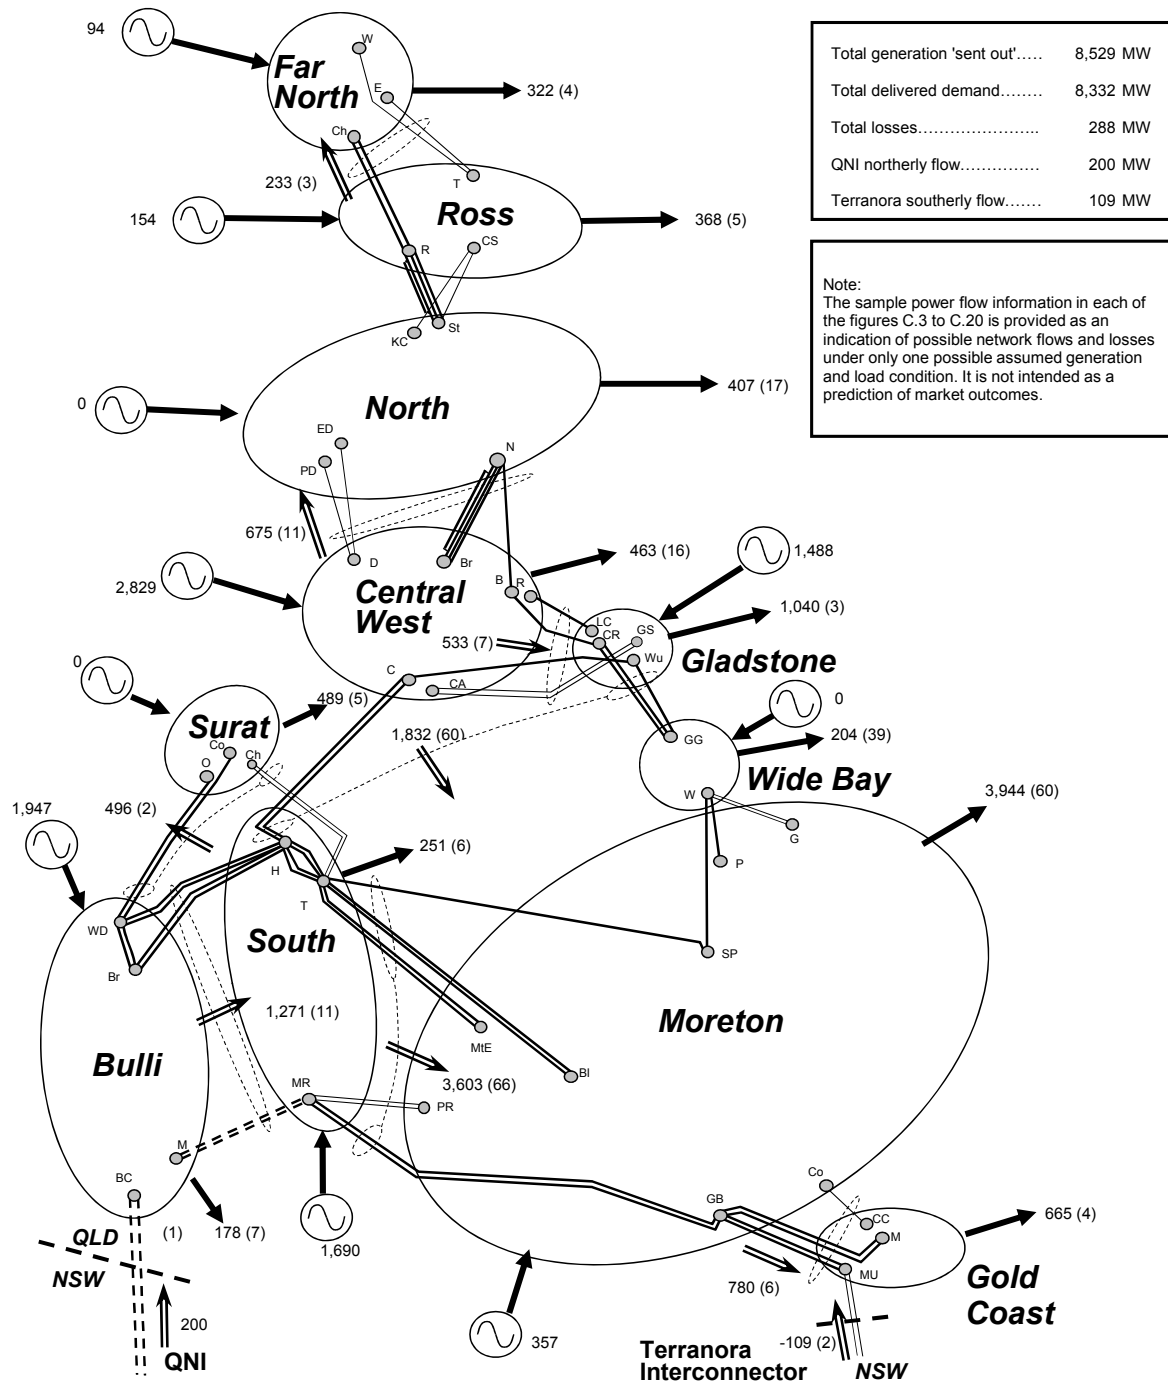 94
W
Far
North
E
322 (4)
Ch
233 (3)
T
154
Ross
368 (5)
R
CS
St
KC
0
North
407 (17)
ED
PD
N
675 (11)
D
Br
463 (16)
1,488
2,829
Central
West
B
R
1,040 (3)
LC
GS
CR
533 (7)
Wu
Gladstone
C
CA
0
489 (5)
0
Surat
1,832 (60)
GG
204 (39)
Co
Ch
O
Wide Bay
W
3,944 (60)
1,947
496 (2)
G
251 (6)
P
H
T
WD
South
SP
Br
1,271 (11)
Moreton
MtE
Bulli
Bl
3,603 (66)
MR
PR
M
BC
Co
GB
CC
(1)
178 (7)
QLD
NSW
1,690
M
665 (4)
MU
Gold
Coast
780 (6)
200
QNI
357
-109 (2)
Terranora
Interconnector
NSW
Total generation 'sent out'..... 8,529 MW
Total delivered demand........ 8,332 MW
Total losses..................... 288 MW
QNI northerly flow.............. 200 MW
Terranora southerly flow....... 109 MW
Note:
The sample power flow information in each of
the figures C.3 to C.20 is provided as an
indication of possible network flows and losses
under only one possible assumed generation
and load condition. It is not intended as a
prediction of market outcomes.